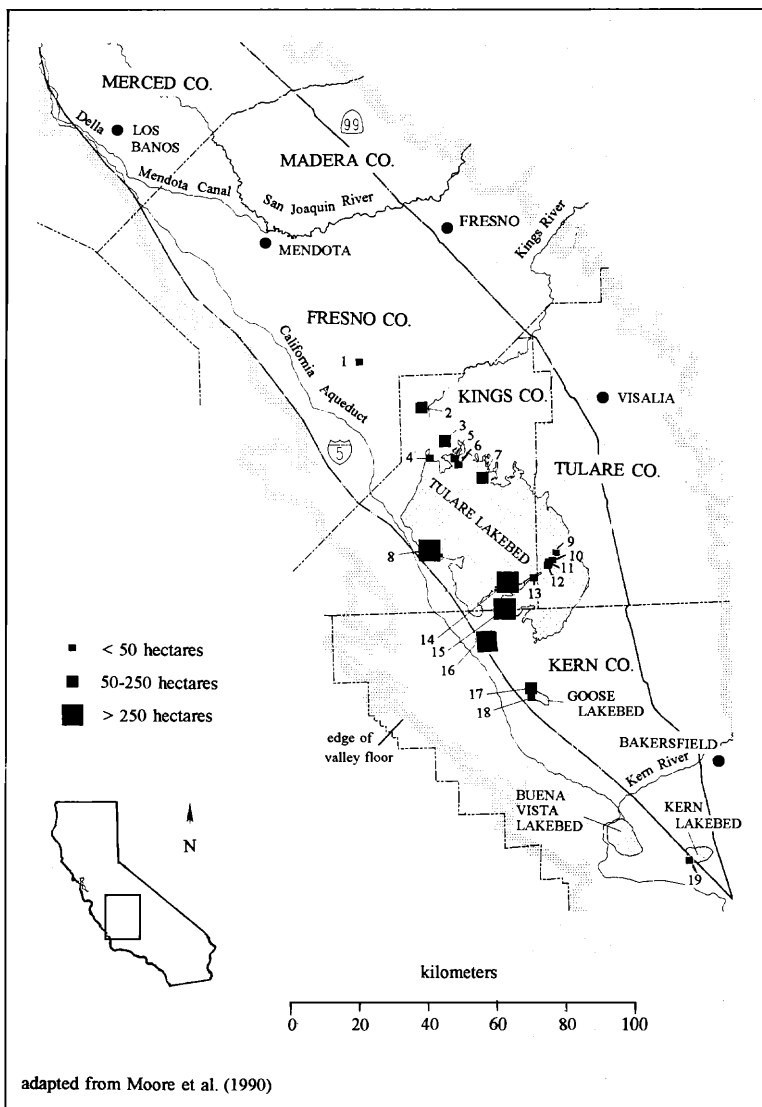 MERCED CO.
99
Della
LOS
BANOS
MADERA CO.
Mendota Canal
San Joaquin River
FRESNO
Kings River
MENDOTA
FRESNO CO.
California
Aqueduct
1
KINGS CO.
2
VISALIA
3
5
6
4
7
5
TULARE CO.
TULARE LAKEBED
8
9
10
11
12
13
14
15
16
< 50 hectares
50-250 hectares
> 250 hectares
KERN CO.
17
18
GOOSE
LAKEBED
edge of
valley floor
BAKERSFIELD
Kern River
BUENA
VISTA
LAKEBED
KERN
LAKEBED
19
N
kilometers
0 20 40 60 80 100
adapted from Moore et al. (1990)